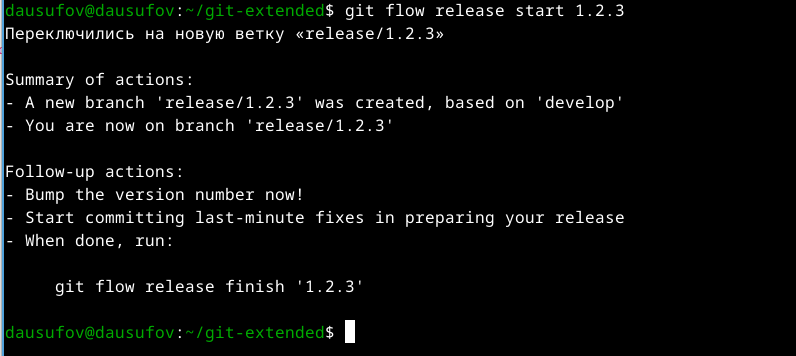 dausufov@dausufov:~/git-extended$ git flow release start 1.2.3
Переключились на новую ветку «release/1.2.3»
Summary of actions:
- A new branch 'release/1.2.3' was created, based on 'develop'
- You are now on branch 'release/1.2.3'
Follow-up actions:
- Bump the version number now!
- Start committing last-minute fixes in preparing your release
- When done, run:
git flow release finish '1.2.3'
dausufov@dausufov:~/git-extended$